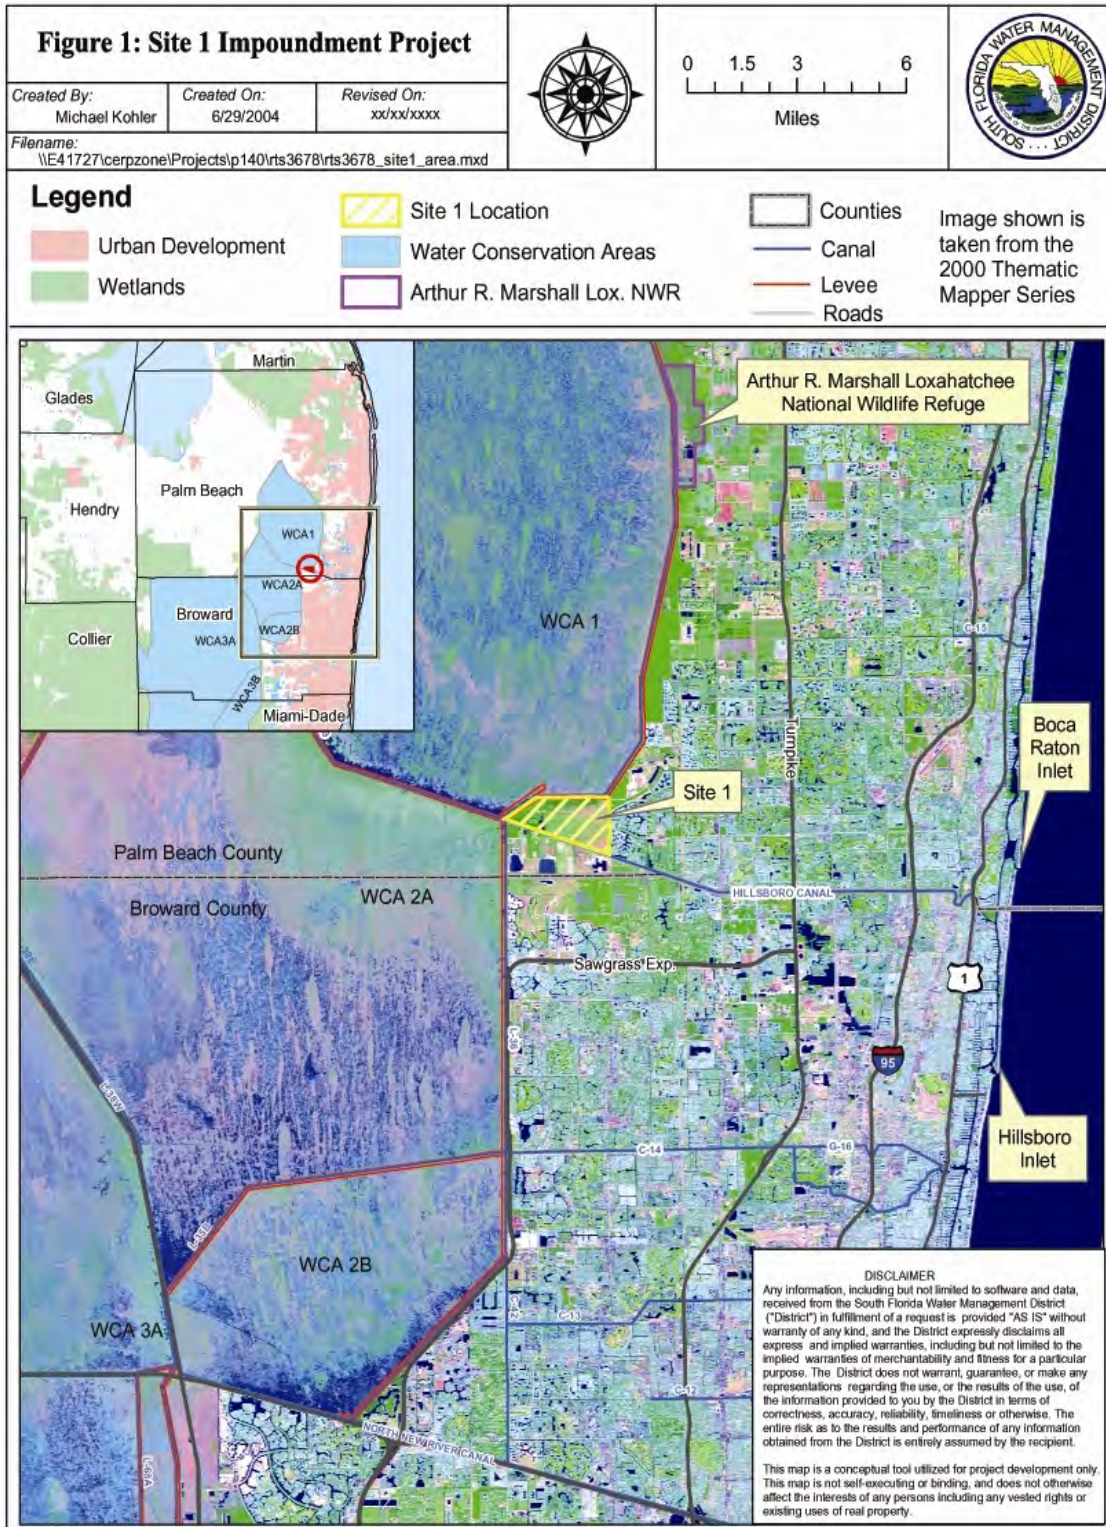 Figure 1: Site 1 Impoundment Project
Created By:
Michael Kohler
Created On:
6/29/2004
Revised On:
xx/xx/xxxx
Filename:
\\E41727\cerpzone\Projects\p140\rts3678\rts3678_site1_area.mxd
0 1.5 3 6
Miles
SOUTH FLORIDA WATER MANAGEMENT DISTRICT
Legend
Urban Development
Wetlands
Site 1 Location
Water Conservation Areas
Arthur R. Marshall Lox. NWR
Counties
Canal
Levee
Roads
Image shown is
taken from the
2000 Thematic
Mapper Series
Martin
Glades
Palm Beach
Hendry
WCA1
WCA2A
Broward
WCA2B
WCA3A
Collier
WCA3B
Miami-Dade
Arthur R. Marshall Loxahatchee
National Wildlife Refuge
WCA 1
C-15
Turnpike
Boca
Raton
Inlet
Site 1
Palm Beach County
Broward County
WCA 2A
HILLSBORO CANAL
Sawgrass Exp.
1
L-36
95
L-38W
Hillsboro
Inlet
C-14
G-16
L-35B
WCA 2B
WCA 3A
C-13
C-12
NORTH NEW RIVER CANAL
L-68A
DISCLAIMER
Any information, including but not limited to software and data,
received from the South Florida Water Management District
("District") in fulfillment of a request is provided "AS IS" without
warranty of any kind, and the District expressly disclaims all
express and implied warranties, including but not limited to the
implied warranties of merchantability and fitness for a particular
purpose. The District does not warrant, guarantee, or make any
representations regarding the use, or the results of the use, of
the information provided to you by the District in terms of
correctness, accuracy, reliability, timeliness or otherwise. The
entire risk as to the results and performance of any information
obtained from the District is entirely assumed by the recipient.
This map is a conceptual tool utilized for project development only.
This map is not self-executing or binding, and does not otherwise
affect the interests of any persons including any vested rights or
existing uses of real property.